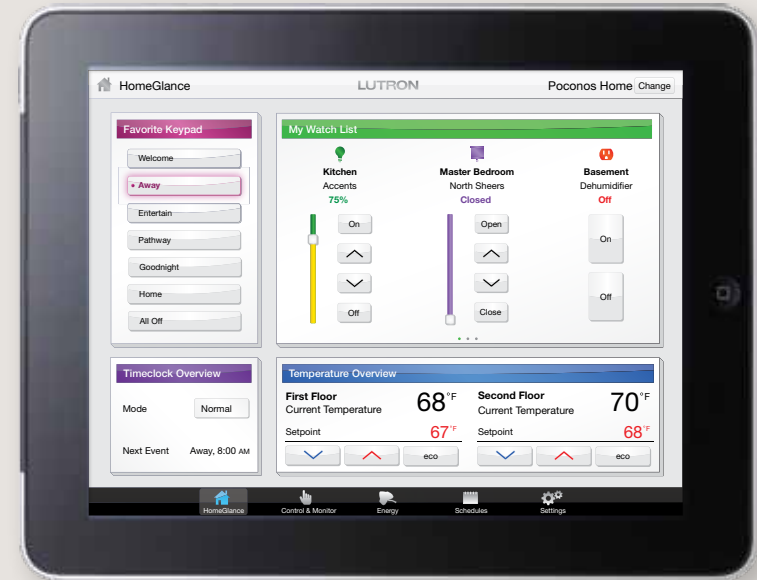 HomeGlance
LUTRON
Poconos Home Change
Favorite Keypad
Welcome
• Away
Entertain
Pathway
Goodnight
Home
All Off
My Watch List
Kitchen
Accents
75%
On
Off
Master Bedroom
North Sheers
Closed
Open
Close
Basement
Dehumidifier
Off
On
Off
Timeclock Overview
Mode Normal
Next Event Away, 8:00 AM
Temperature Overview
First Floor
Current Temperature
68°F
Setpoint 67°F
eco
Second Floor
Current Temperature
70°F
Setpoint 68°F
eco
HomeGlance Control & Monitor Energy Schedules Settings